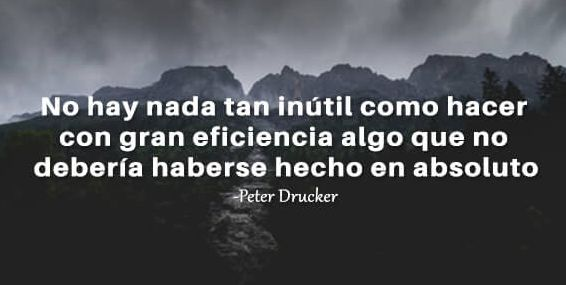 No hay nada tan inútil como hacer
con gran eficiencia algo que no
debería haberse hecho en absoluto
-Peter Drucker